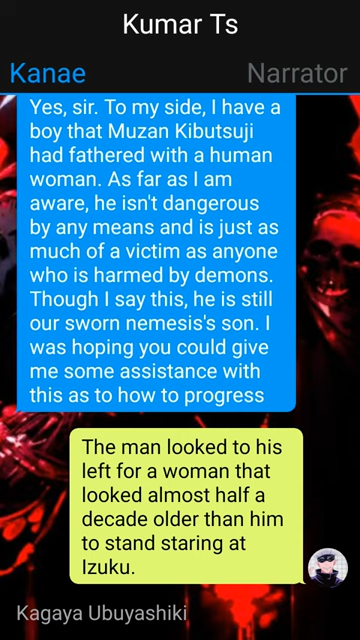 Kumar Ts
Kanae
Narrator
Yes, sir. To my side, I have a
boy that Muzan Kibutsuji
had fathered with a human
woman. As far as I am
aware, he isn't dangerous
by any means and is just as
much of a victim as anyone
who is harmed by demons.
Though I say this, he is still
our sworn nemesis's son. I
was hoping you could give
me some assistance with
this as to how to progress
The man looked to his
left for a woman that
looked almost half a
decade older than him
to stand staring at
Izuku.
Kagaya Ubuyashiki